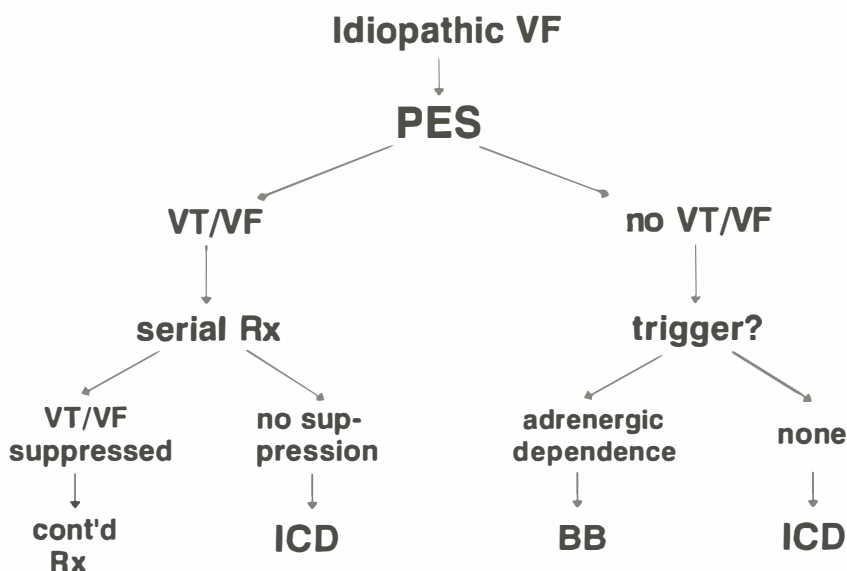 Idiopathic VF
PES
VT/VF
no VT/VF
serial Rx
trigger?
VT/VF
suppressed
no sup-
pression
adrenergic
dependence
none
cont'd
Rx
ICD
BB
ICD